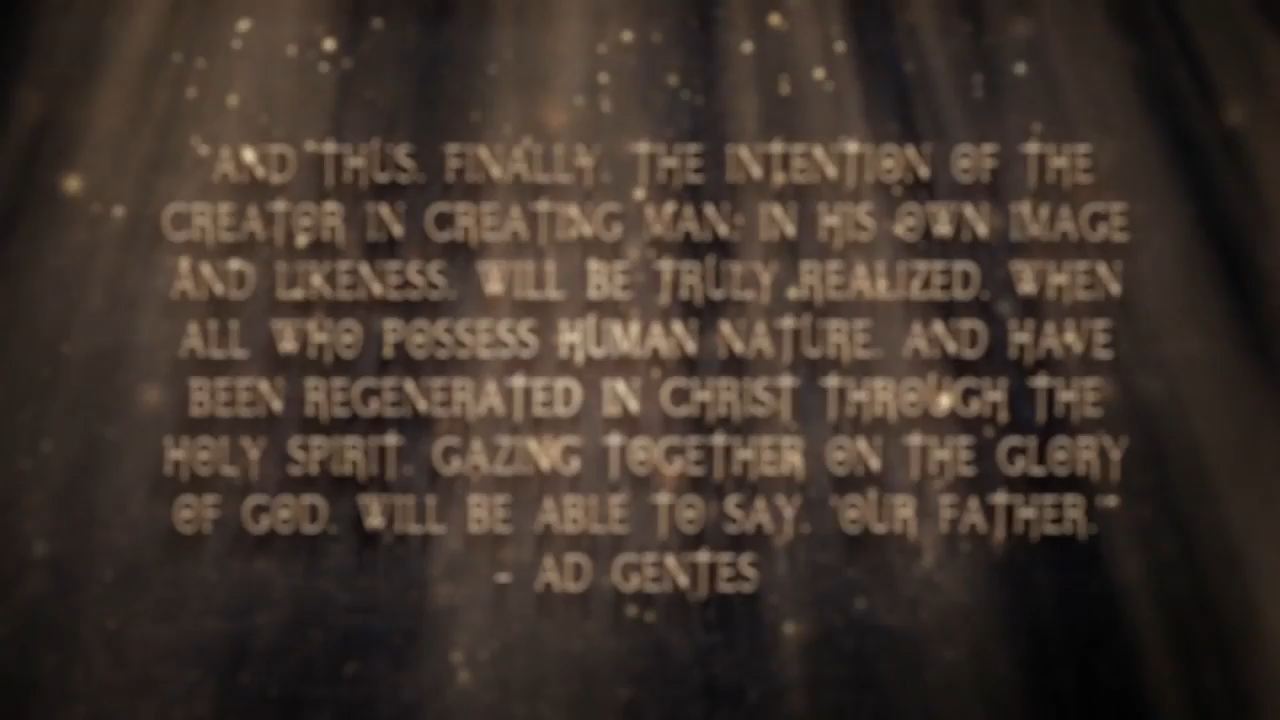 "AND THUS, FINALLY, THE INTENTION OF THE
CREATOR IN CREATING MAN IN HIS OWN IMAGE
AND LIKENESS, WILL BE TRULY REALIZED, WHEN
ALL WHO POSSESS HUMAN NATURE, AND HAVE
BEEN REGENERATED IN CHRIST THROUGH THE
HOLY SPIRIT, GAZING TOGETHER ON THE GLORY
OF GOD, WILL BE ABLE TO SAY, 'OUR FATHER.'"
- AD GENTES